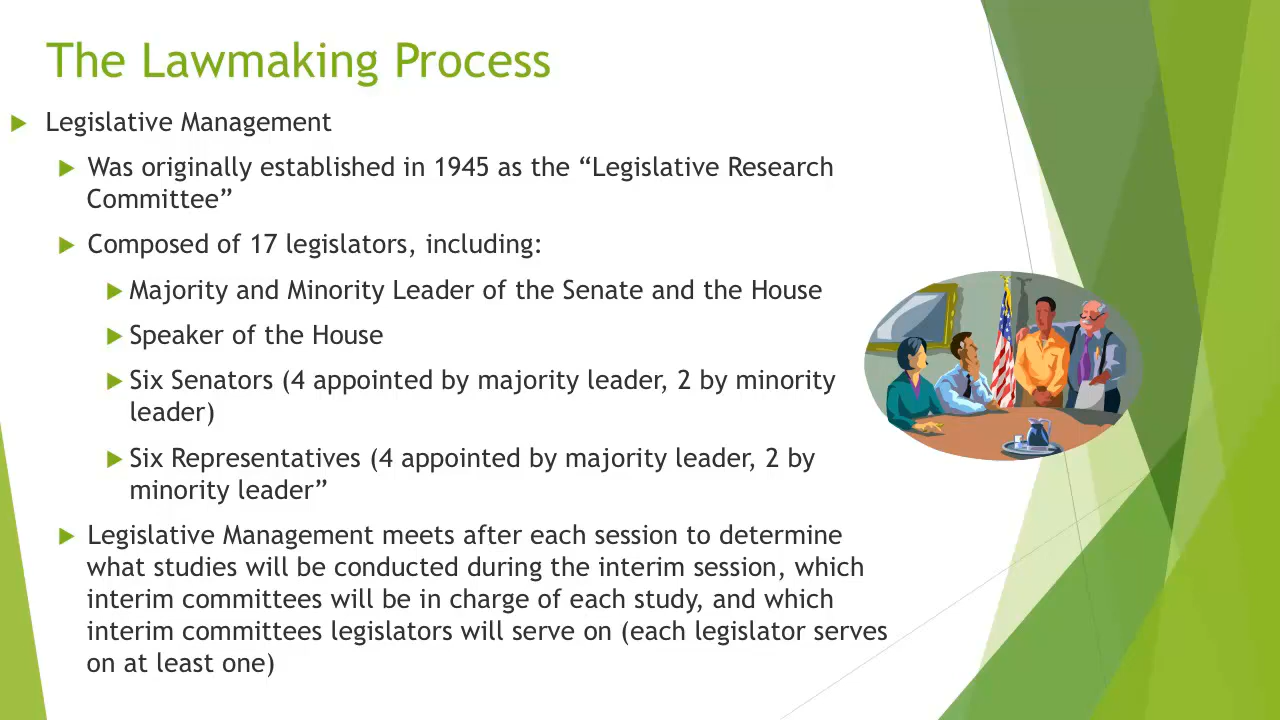 The Lawmaking Process
Legislative Management
Was originally established in 1945 as the “Legislative Research
Committee”
Composed of 17 legislators, including:
Majority and Minority Leader of the Senate and the House
Speaker of the House
Six Senators (4 appointed by majority leader, 2 by minority
leader)
Six Representatives (4 appointed by majority leader, 2 by
minority leader”
Legislative Management meets after each session to determine
what studies will be conducted during the interim session, which
interim committees will be in charge of each study, and which
interim committees legislators will serve on (each legislator serves
on at least one)